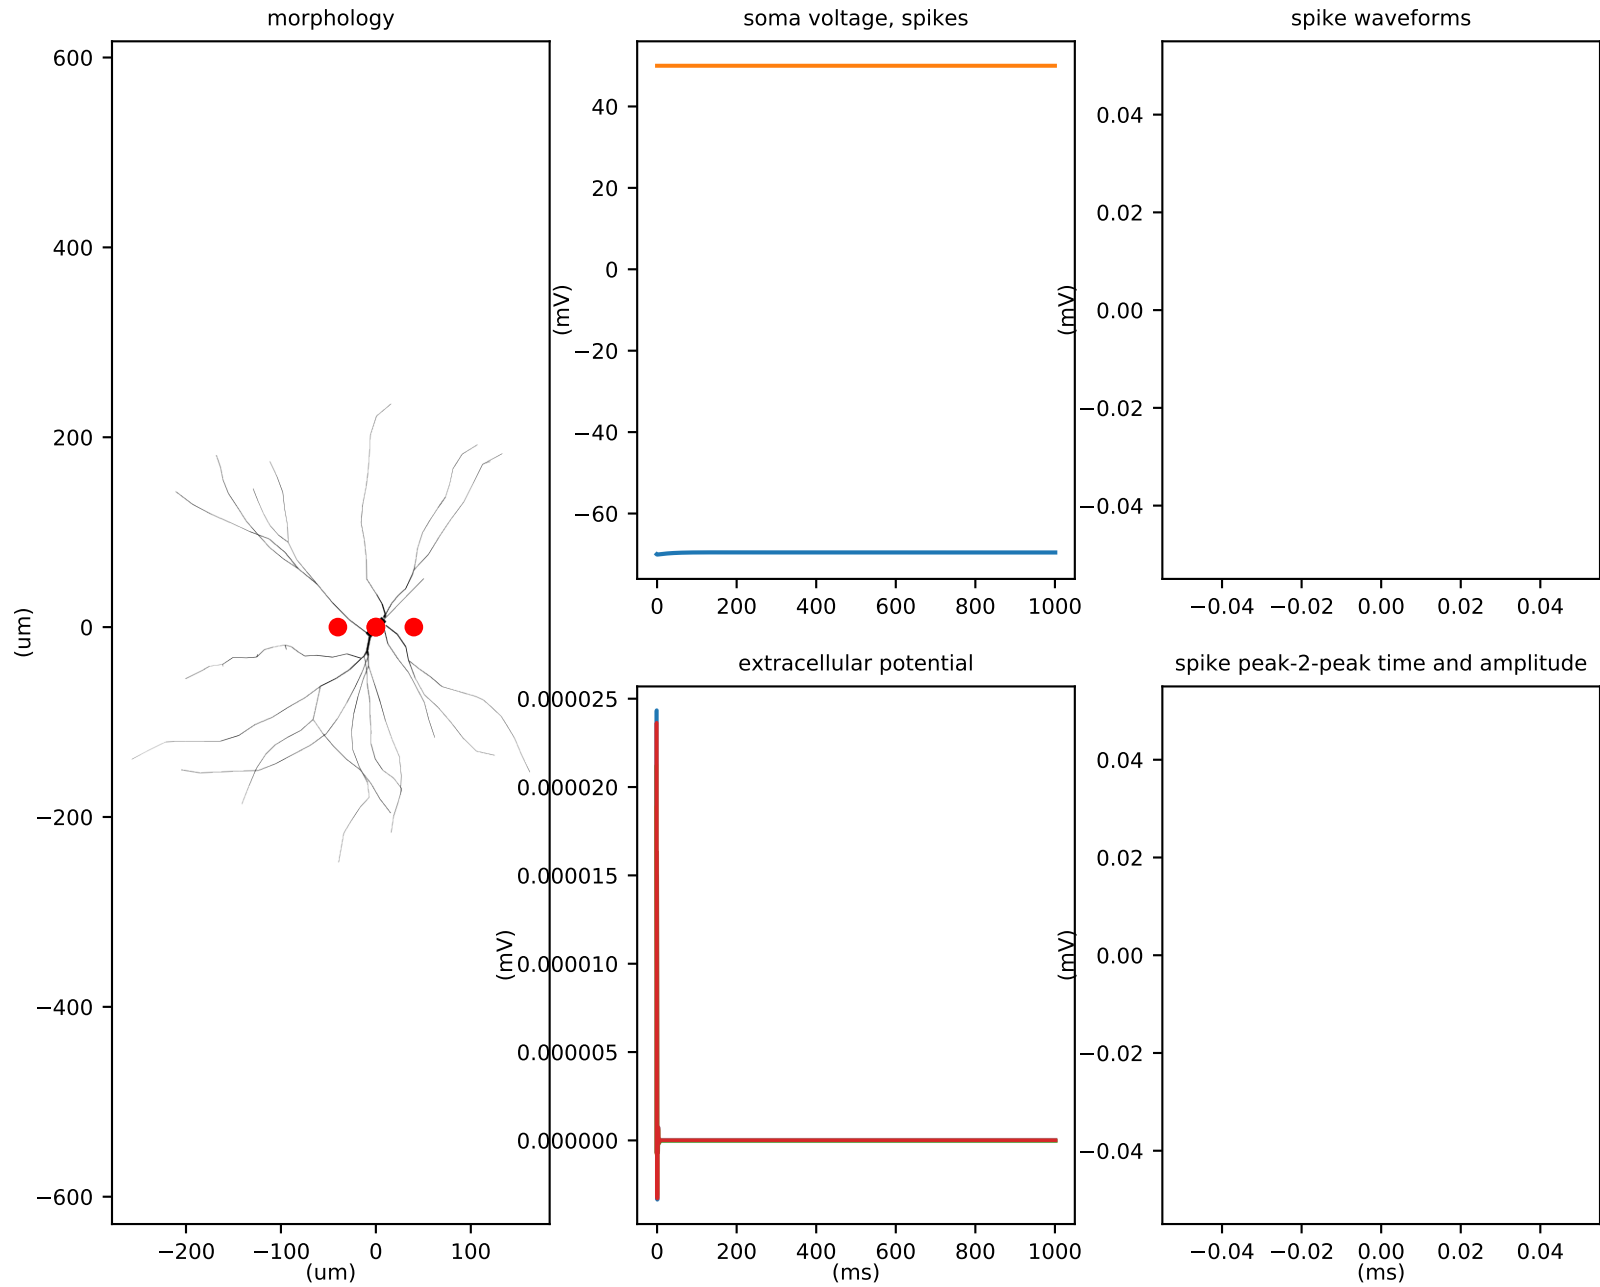 morphology
600
400
200
0
−200
−400
−600
(um)
−200 −100 0 100
(um)
soma voltage, spikes
40
20
0
−20
−40
−60
(mV)
0 200 400 600 800 1000
spike waveforms
0.04
0.02
0.00
−0.02
−0.04
(mV)
−0.04 −0.02 0.00 0.02 0.04
extracellular potential
0.000025
0.000020
0.000015
0.000010
0.000005
0.000000
(mV)
0 200 400 600 800 1000
(ms)
spike peak-2-peak time and amplitude
0.04
0.02
0.00
−0.02
−0.04
(mV)
−0.04 −0.02 0.00 0.02 0.04
(ms)